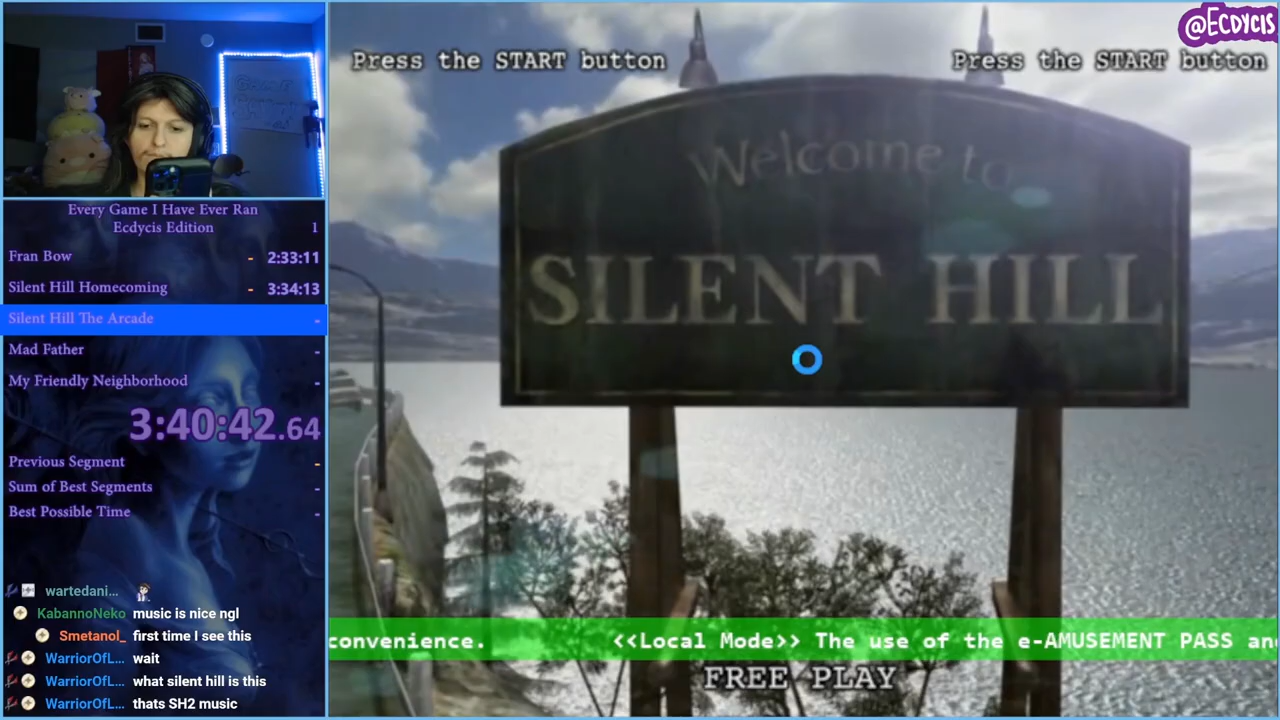 @ECDYCIS
Press the START button
Press the START button
Welcome to
SILENT HILL
Every Game I Have Ever Ran
Ecdycis Edition
1
Fran Bow - 2:33:11
Silent Hill Homecoming - 3:34:13
Silent Hill The Arcade -
Mad Father -
My Friendly Neighborhood -
3:40:42.64
Previous Segment -
Sum of Best Segments -
Best Possible Time -
wartedani...
KabannoNeko music is nice ngl
Smetanol_ first time I see this
WarriorOfL... wait
WarriorOfL... what silent hill is this
WarriorOfL... thats SH2 music
convenience. <<Local Mode>> The use of the e-AMUSEMENT PASS an
FREE PLAY